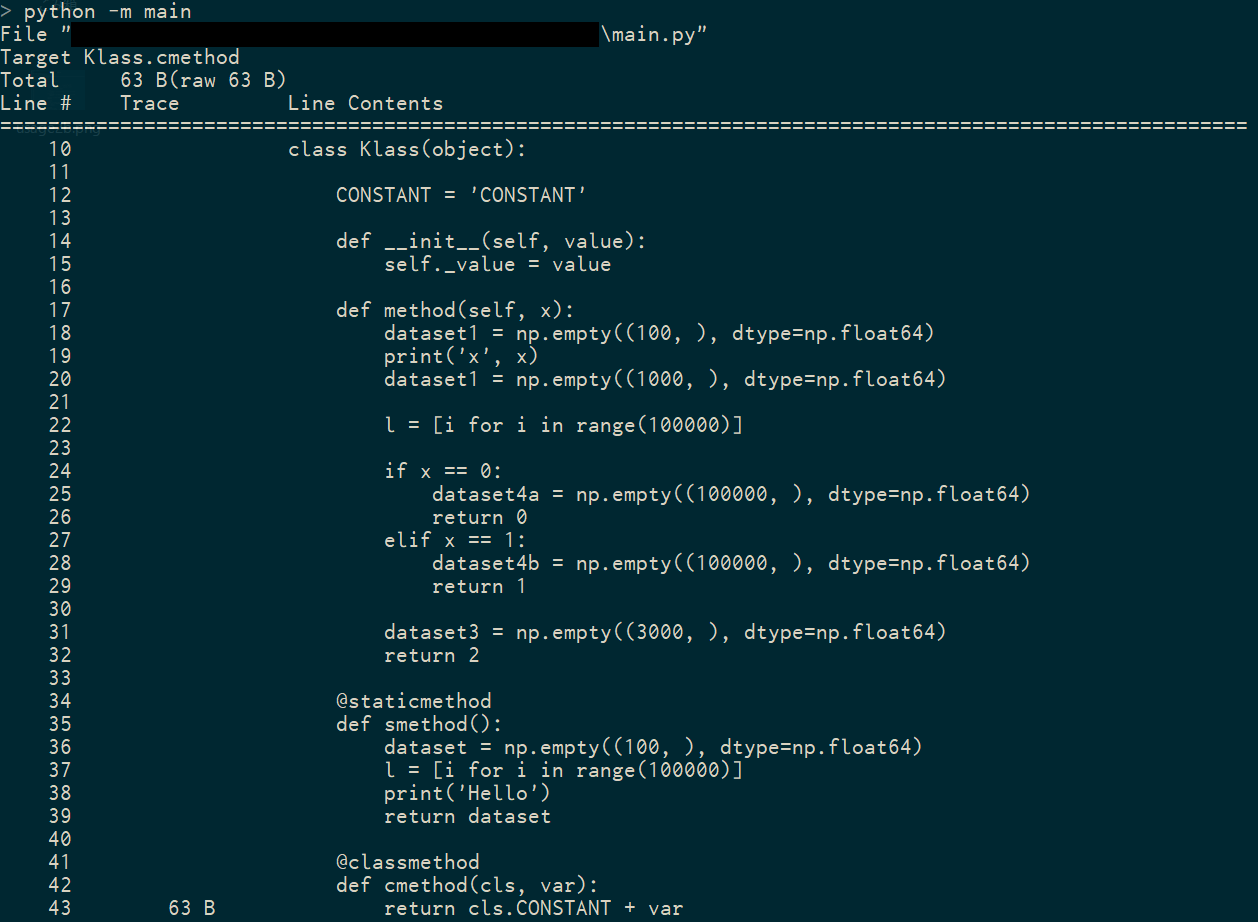 > python -m main
File "\main.py"
Target Klass.cmethod
Total     63 B(raw 63 B)
Line #    Trace         Line Contents
========================================================================================================
    10                  class Klass(object):
    11
    12                      CONSTANT = 'CONSTANT'
    13
    14                      def __init__(self, value):
    15                          self._value = value
    16
    17                      def method(self, x):
    18                          dataset1 = np.empty((100, ), dtype=np.float64)
    19                          print('x', x)
    20                          dataset1 = np.empty((1000, ), dtype=np.float64)
    21
    22                          l = [i for i in range(100000)]
    23
    24                          if x == 0:
    25                              dataset4a = np.empty((100000, ), dtype=np.float64)
    26                              return 0
    27                          elif x == 1:
    28                              dataset4b = np.empty((100000, ), dtype=np.float64)
    29                              return 1
    30
    31                          dataset3 = np.empty((3000, ), dtype=np.float64)
    32                          return 2
    33
    34                      @staticmethod
    35                      def smethod():
    36                          dataset = np.empty((100, ), dtype=np.float64)
    37                          l = [i for i in range(100000)]
    38                          print('Hello')
    39                          return dataset
    40
    41                      @classmethod
    42                      def cmethod(cls, var):
    43        63 B              return cls.CONSTANT + var